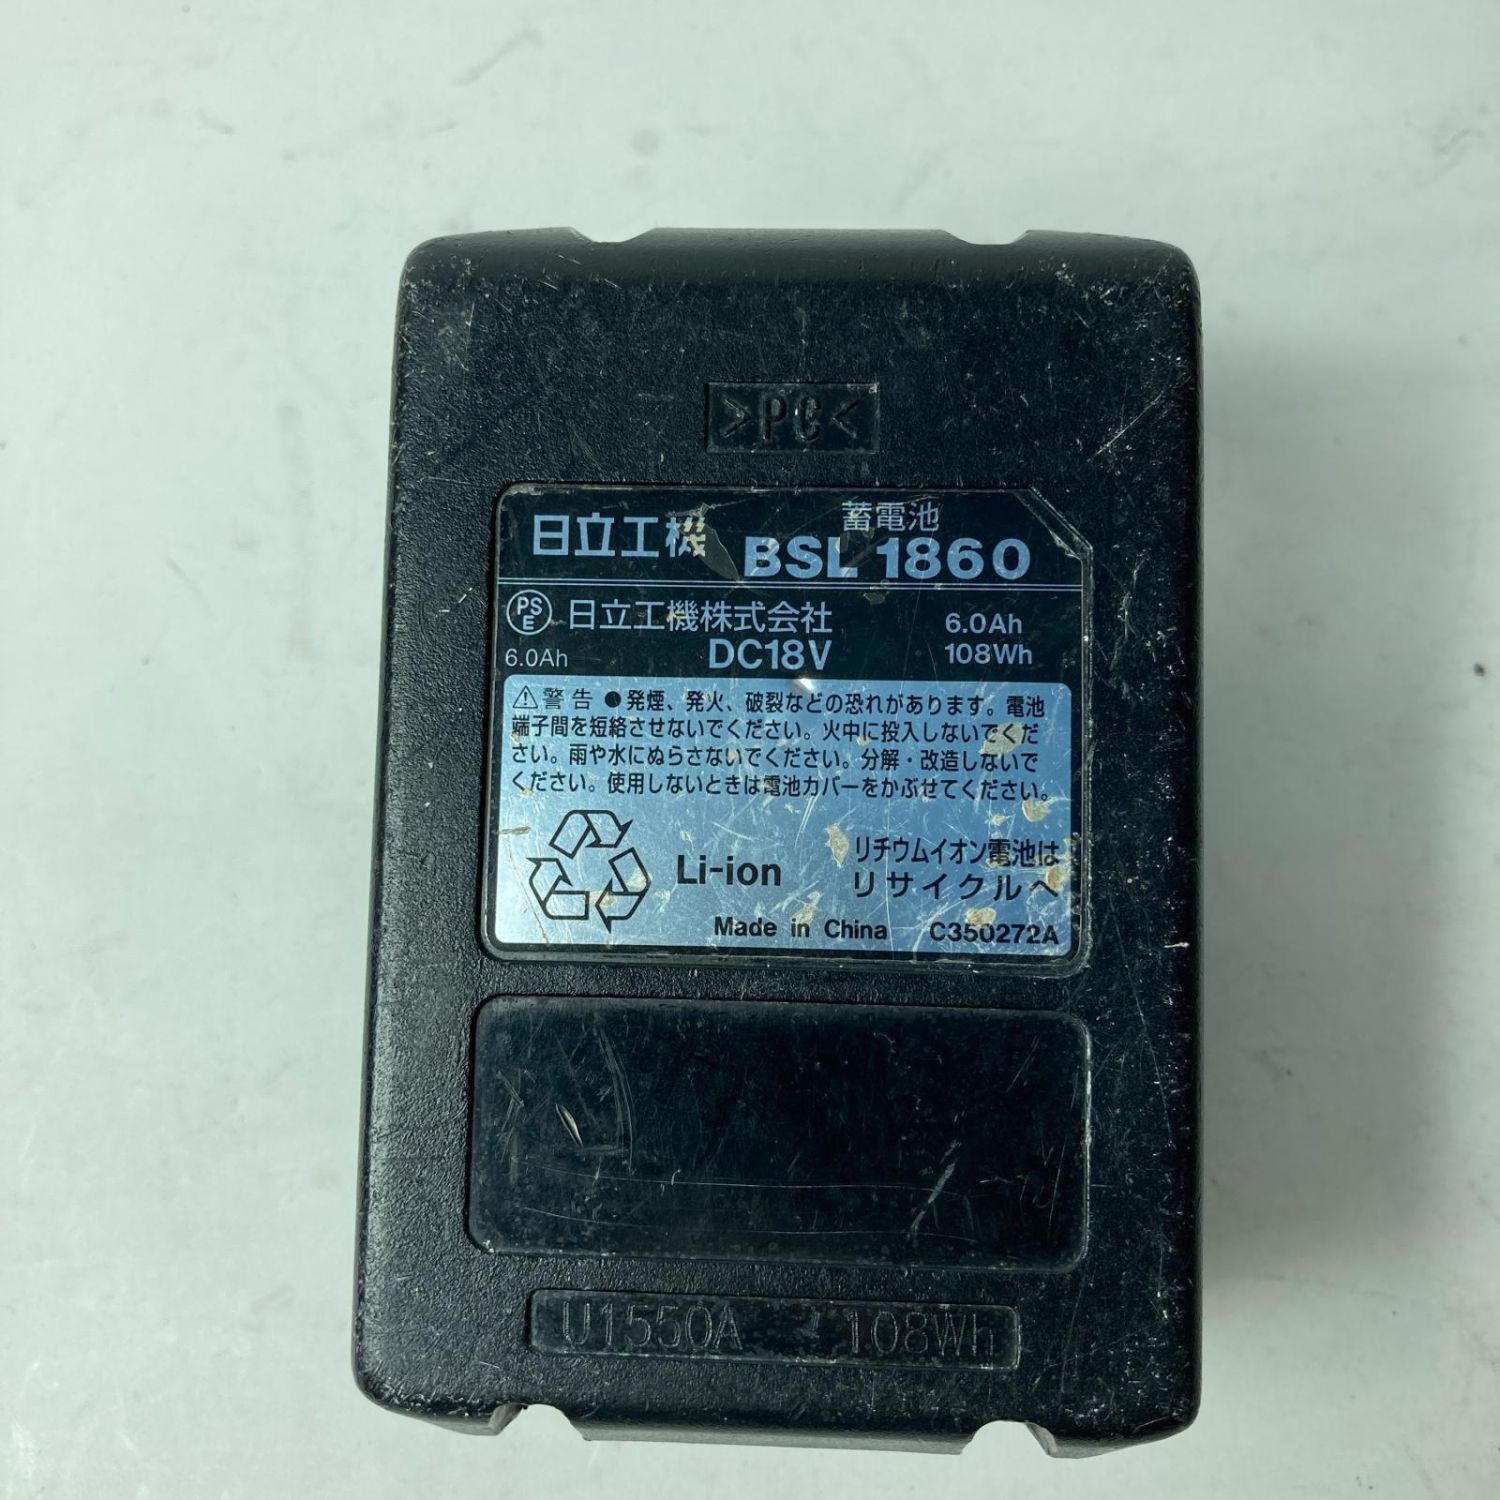 >PC<
蓄電池
日立工機 BSL 1860
PSE 日立工機株式会社 6.0Ah
6.0Ah DC18V 108Wh
⚠警告 ●発煙、発火、破裂などの恐れがあります。電池
端子間を短絡させないでください。火中に投入しないでくだ
さい。雨や水にぬらさないでください。分解・改造しないで
ください。使用しないときは電池カバーをかぶせてください。
リチウムイオン電池は
Li-ion リサイクルへ
Made in China C350272A
U1550A 108Wh